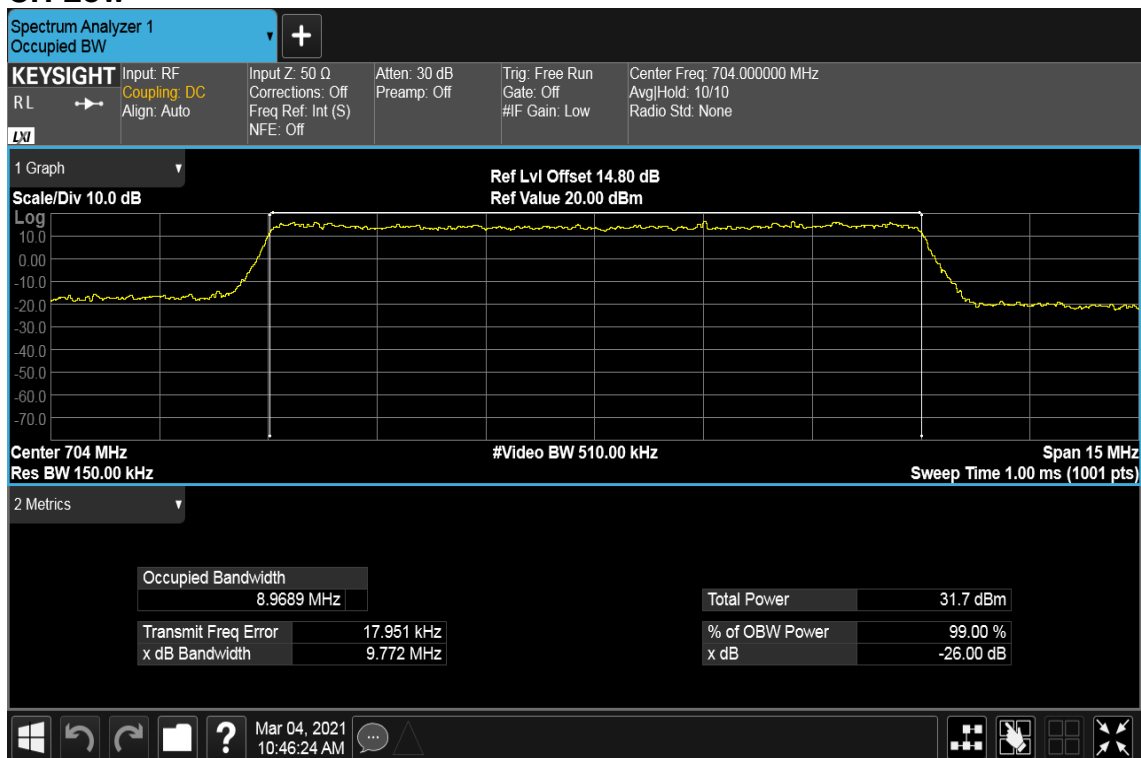 Spectrum Analyzer 1
Occupied BW
KEYSIGHT Input: RF Input Z: 50 Ω Atten: 30 dB Trig: Free Run Center Freq: 704.000000 MHz
RL Coupling: DC Corrections: Off Preamp: Off Gate: Off Avg|Hold: 10/10
Align: Auto Freq Ref: Int (S) #IF Gain: Low Radio Std: None
LXI NFE: Off
1 Graph Ref Lvl Offset 14.80 dB
Scale/Div 10.0 dB Ref Value 20.00 dBm
Log
10.0
0.00
-10.0
-20.0
-30.0
-40.0
-50.0
-60.0
-70.0
Center 704 MHz #Video BW 510.00 kHz Span 15 MHz
Res BW 150.00 kHz Sweep Time 1.00 ms (1001 pts)
2 Metrics
Occupied Bandwidth
8.9689 MHz Total Power 31.7 dBm
Transmit Freq Error 17.951 kHz % of OBW Power 99.00 %
x dB Bandwidth 9.772 MHz x dB -26.00 dB
Mar 04, 2021
10:46:24 AM